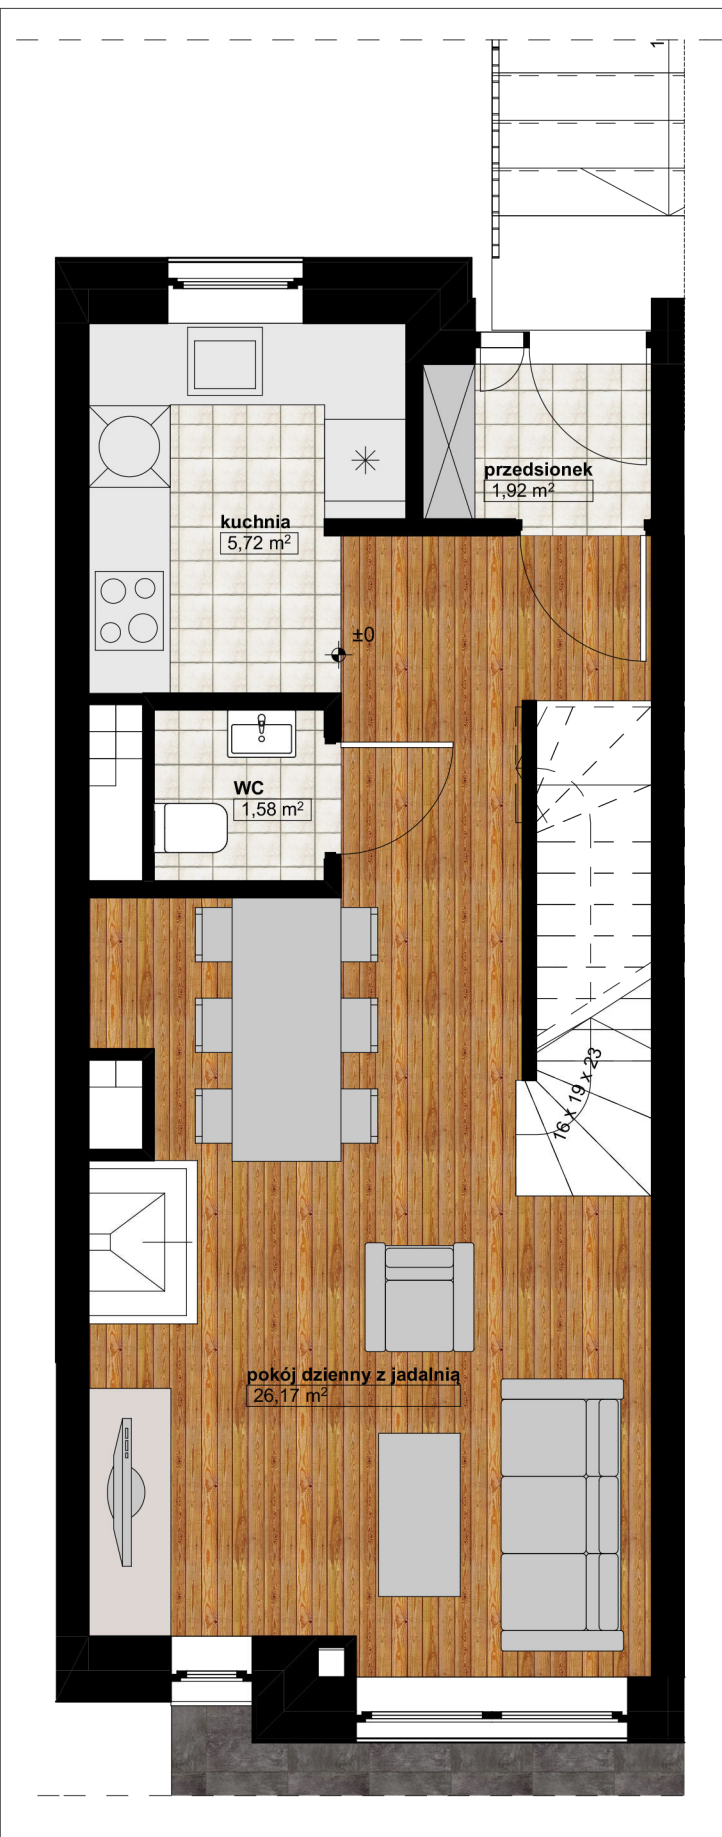 1
przedsionek
1,92 m²
kuchnia
5,72 m²
±0
WC
1,58 m²
16 x 19 x 23
pokój dzienny z jadalnią
26,17 m²